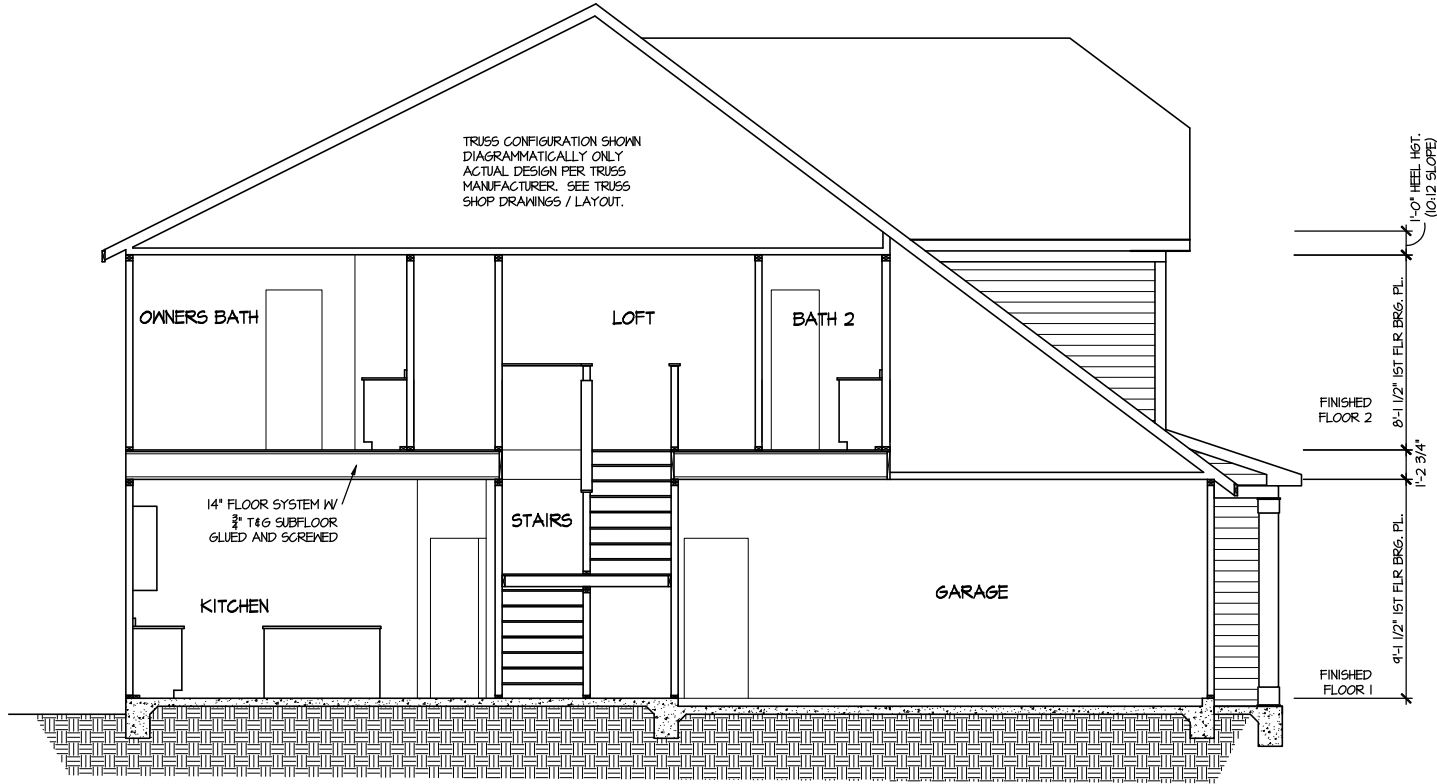 TRUSS CONFIGURATION SHOWN
DIAGRAMMATICALLY ONLY
ACTUAL DESIGN PER TRUSS
MANUFACTURER. SEE TRUSS
SHOP DRAWINGS / LAYOUT.
1'-0" HEEL HGT.
(10:12 SLOPE)
OWNERS BATH
LOFT
BATH 2
8'-1 1/2" 1ST FLR BRG. PL.
FINISHED
FLOOR 2
1'-2 3/4"
14" FLOOR SYSTEM W/
3/4" T&G SUBFLOOR
GLUED AND SCREWED
STAIRS
KITCHEN
GARAGE
9'-1 1/2" 1ST FLR BRG. PL.
FINISHED
FLOOR 1